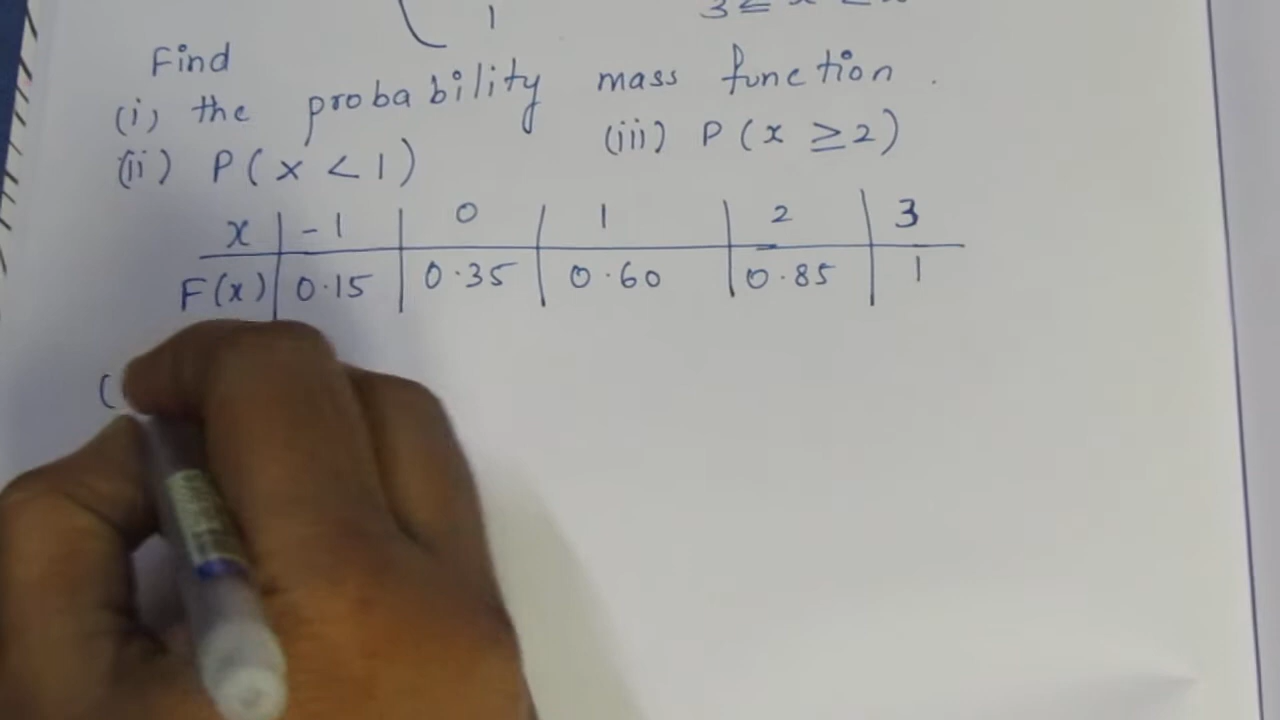 1
Find
(i) the probability mass function.
(ii) P(x < 1) (iii) P(x ≥ 2)
x -1 0 1 2 3
F(x) 0.15 0.35 0.60 0.85 1
(